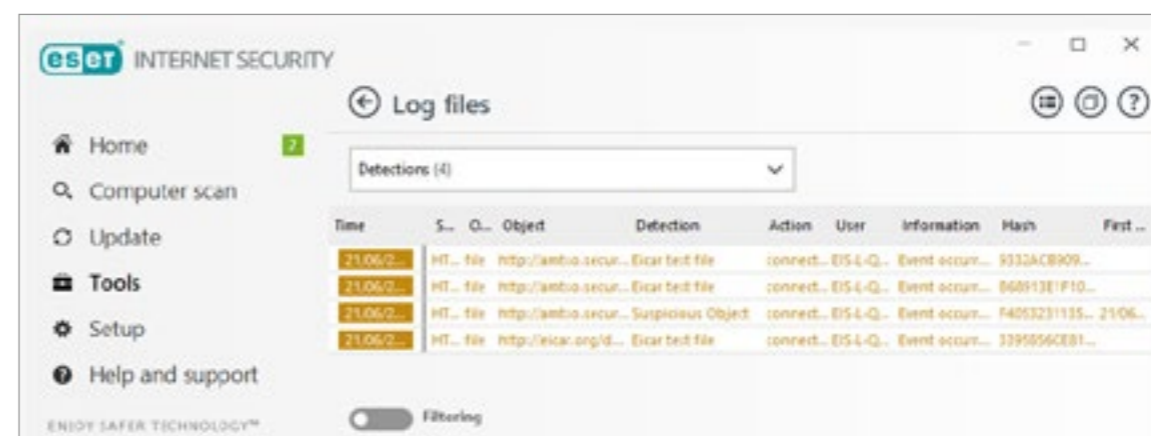 eseT INTERNET SECURITY
Log files
Home 2
Computer scan
Update
Tools
Setup
Help and support
ENJOY SAFER TECHNOLOGY™
Detections (4)
Time S... O... Object Detection Action User Information Hash First ...
21/06/2... HT... file http://amtso.secur... Eicar test file connect... EIS-L-Q... Event occurr...
21/06/2... HT... file http://amtso.secur... Eicar test file connect... EIS-L-Q... Event occurr...
21/06/2... HT... file http://amtso.secur... Suspicious Object connect... EIS-L-Q... Event occurr... 21/06...
21/06/2... HT... file http://eicar.org/d... Eicar test file connect... EIS-L-Q... Event occurr...
Filtering